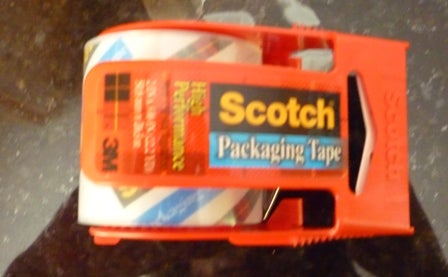 Scotch
Packaging Tape
High
Performance
3M
Scotch